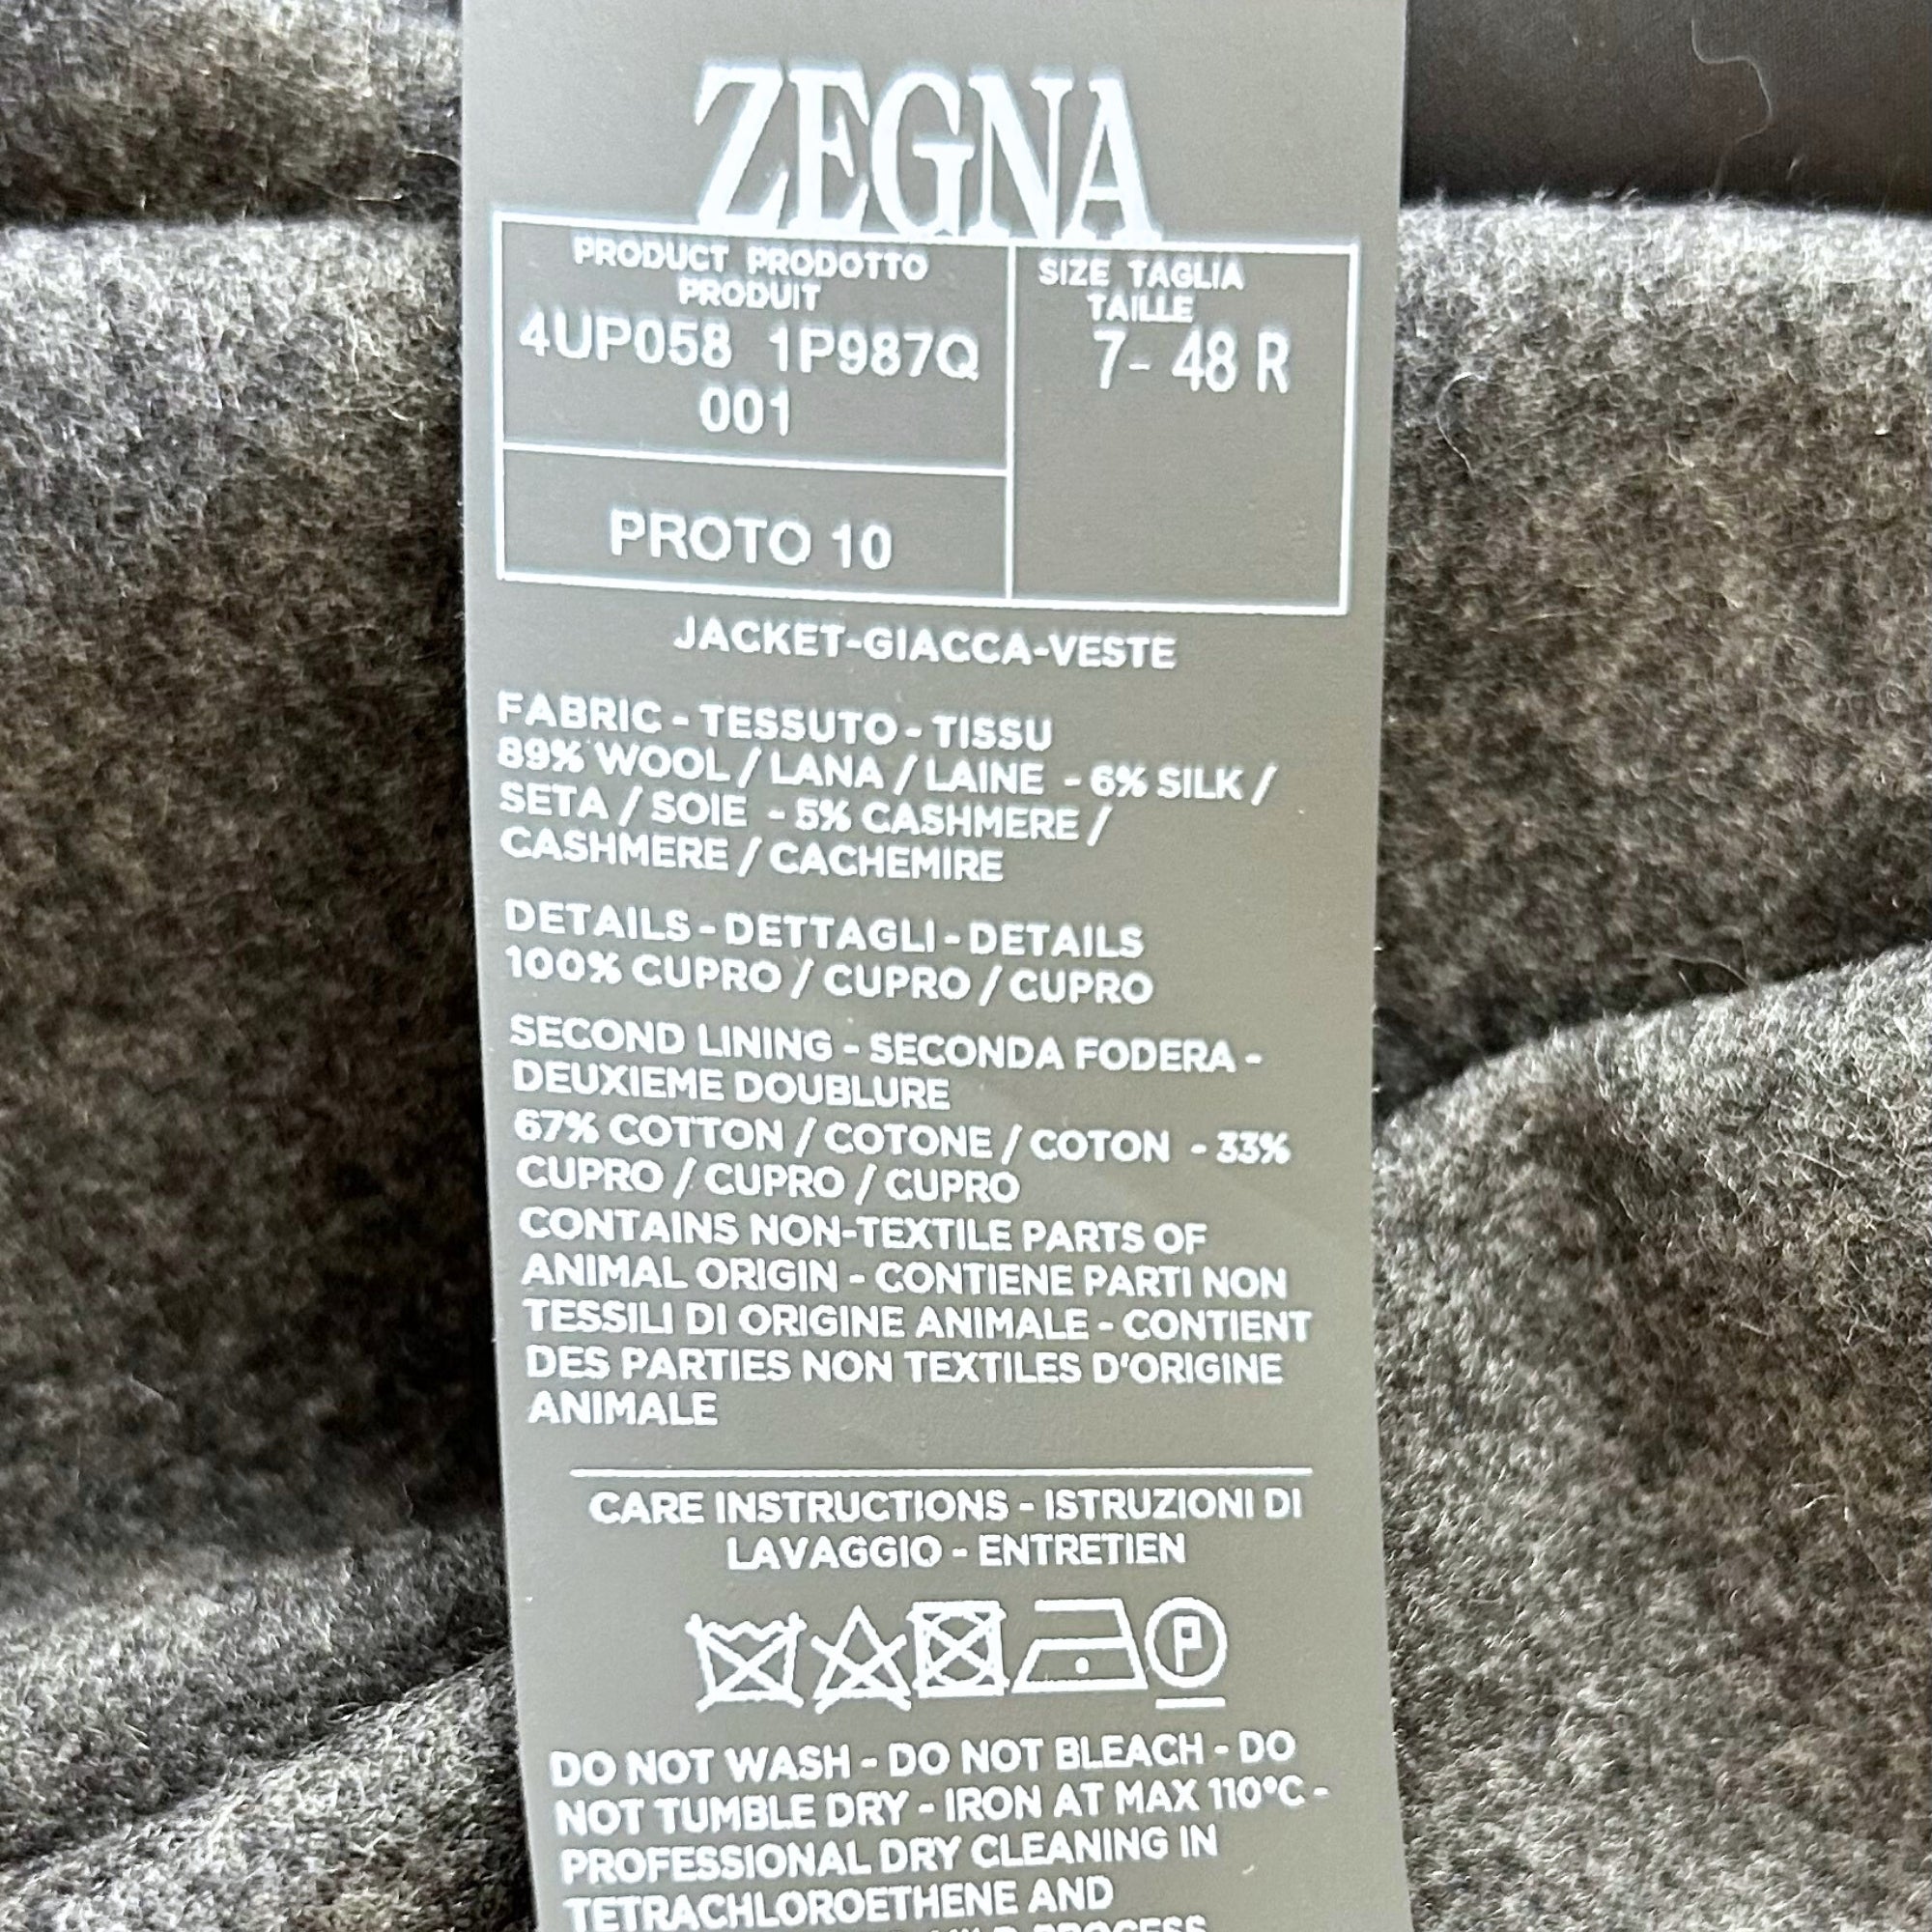 ZEGNA
PRODUCT PRODOTTO
PRODUIT
4UP058 1P987Q
001
SIZE TAGLIA
TAILLE
7- 48 R
PROTO 10
JACKET-GIACCA-VESTE
FABRIC - TESSUTO - TISSU
89% WOOL / LANA / LAINE - 6% SILK /
SETA / SOIE - 5% CASHMERE /
CASHMERE / CACHEMIRE
DETAILS - DETTAGLI - DETAILS
100% CUPRO / CUPRO / CUPRO
SECOND LINING - SECONDA FODERA -
DEUXIEME DOUBLURE
67% COTTON / COTONE / COTON - 33%
CUPRO / CUPRO / CUPRO
CONTAINS NON-TEXTILE PARTS OF
ANIMAL ORIGIN - CONTIENE PARTI NON
TESSILI DI ORIGINE ANIMALE - CONTIENT
DES PARTIES NON TEXTILES D'ORIGINE
ANIMALE
CARE INSTRUCTIONS - ISTRUZIONI DI
LAVAGGIO - ENTRETIEN
P
DO NOT WASH - DO NOT BLEACH - DO
NOT TUMBLE DRY - IRON AT MAX 110°C -
PROFESSIONAL DRY CLEANING IN
TETRACHLOROETHENE AND
PROCESS